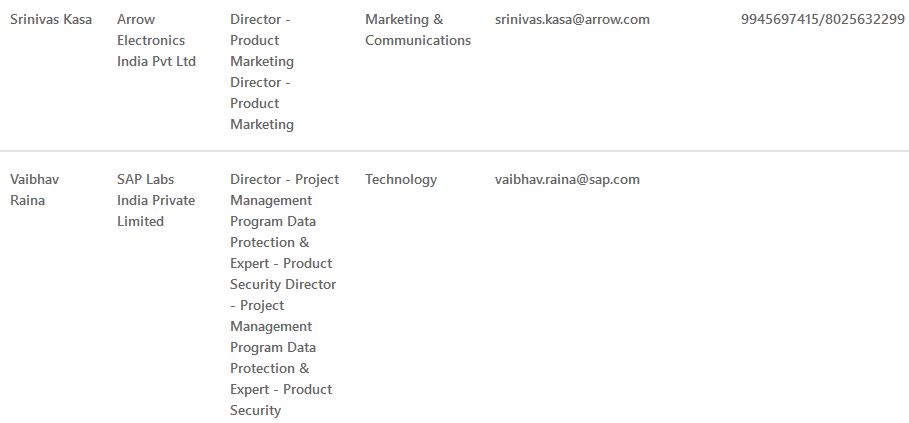 Srinivas Kasa
Arrow
Electronics
India Pvt Ltd
Director -
Product
Marketing
Director -
Product
Marketing
Marketing &
Communications
srinivas.kasa@arrow.com
9945697415/8025632299
Vaibhav
Raina
SAP Labs
India Private
Limited
Director - Project
Management
Program Data
Protection &
Expert - Product
Security Director
- Project
Management
Program Data
Protection &
Expert - Product
Security
Technology
vaibhav.raina@sap.com